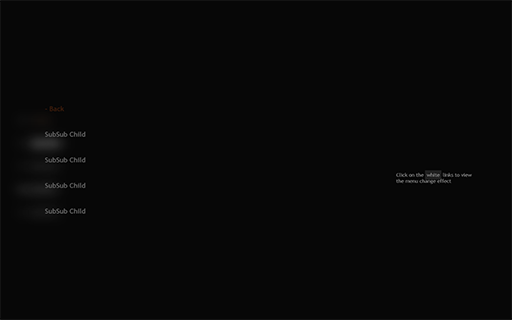 - Back
SubSub Child
SubSub Child
SubSub Child
SubSub Child
Click on the white links to view
the menu change effect